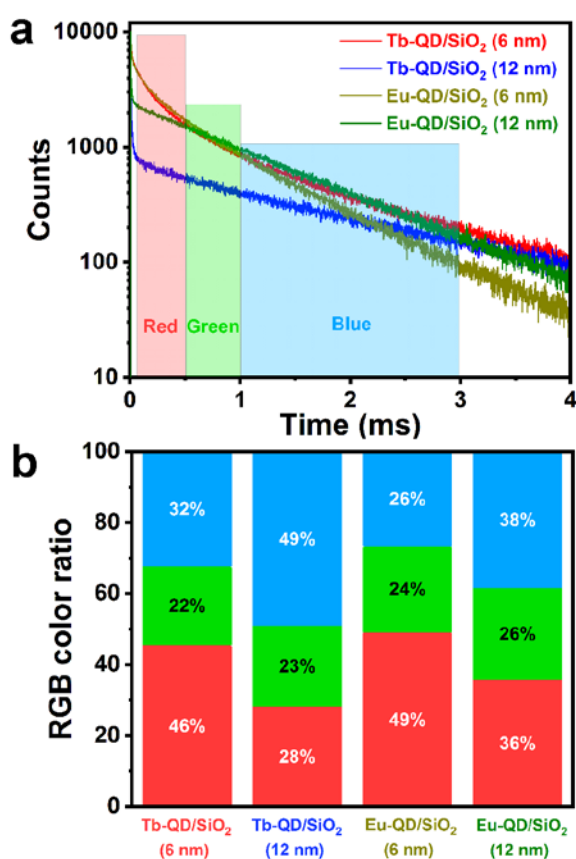 a
10000
1000
100
10
Counts
Tb-QD/SiO₂ (6 nm)
Tb-QD/SiO₂ (12 nm)
Eu-QD/SiO₂ (6 nm)
Eu-QD/SiO₂ (12 nm)
Red
Green
Blue
0
1
2
3
4
Time (ms)
b
100
80
60
40
20
0
RGB color ratio
32%
22%
46%
49%
23%
28%
26%
24%
49%
38%
26%
36%
Tb-QD/SiO₂
(6 nm)
Tb-QD/SiO₂
(12 nm)
Eu-QD/SiO₂
(6 nm)
Eu-QD/SiO₂
(12 nm)